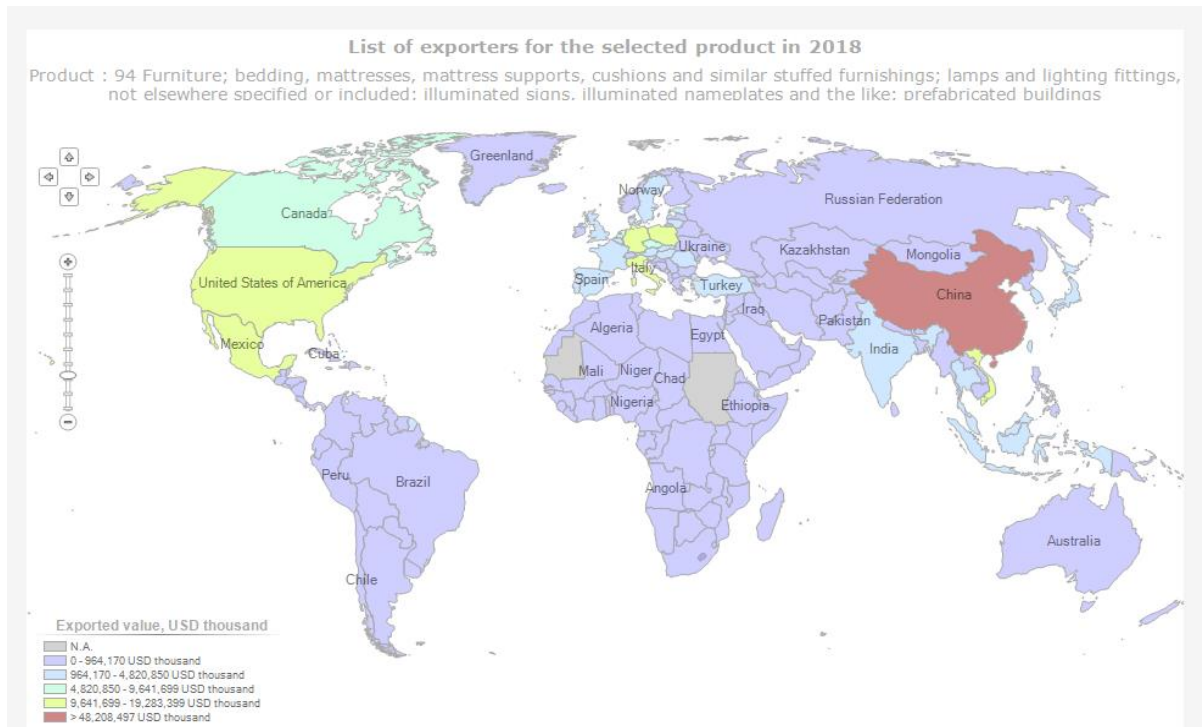 List of exporters for the selected product in 2018
Product : 94 Furniture; bedding, mattresses, mattress supports, cushions and similar stuffed furnishings; lamps and lighting fittings,
not elsewhere specified or included; illuminated signs, illuminated nameplates and the like; prefabricated buildings
Greenland
Norway
Russian Federation
Canada
Ukraine
Kazakhstan
Mongolia
Italy
United States of America
Spain
Turkey
China
Iraq
Pakistan
Mexico
Algeria
Egypt
India
Cuba
Mali
Niger
Chad
Nigeria
Ethiopia
Peru
Brazil
Angola
Australia
Chile
Exported value, USD thousand
N.A.
0 - 964,170 USD thousand
964,170 - 4,820,850 USD thousand
4,820,850 - 9,641,699 USD thousand
9,641,699 - 19,283,399 USD thousand
> 48,208,497 USD thousand